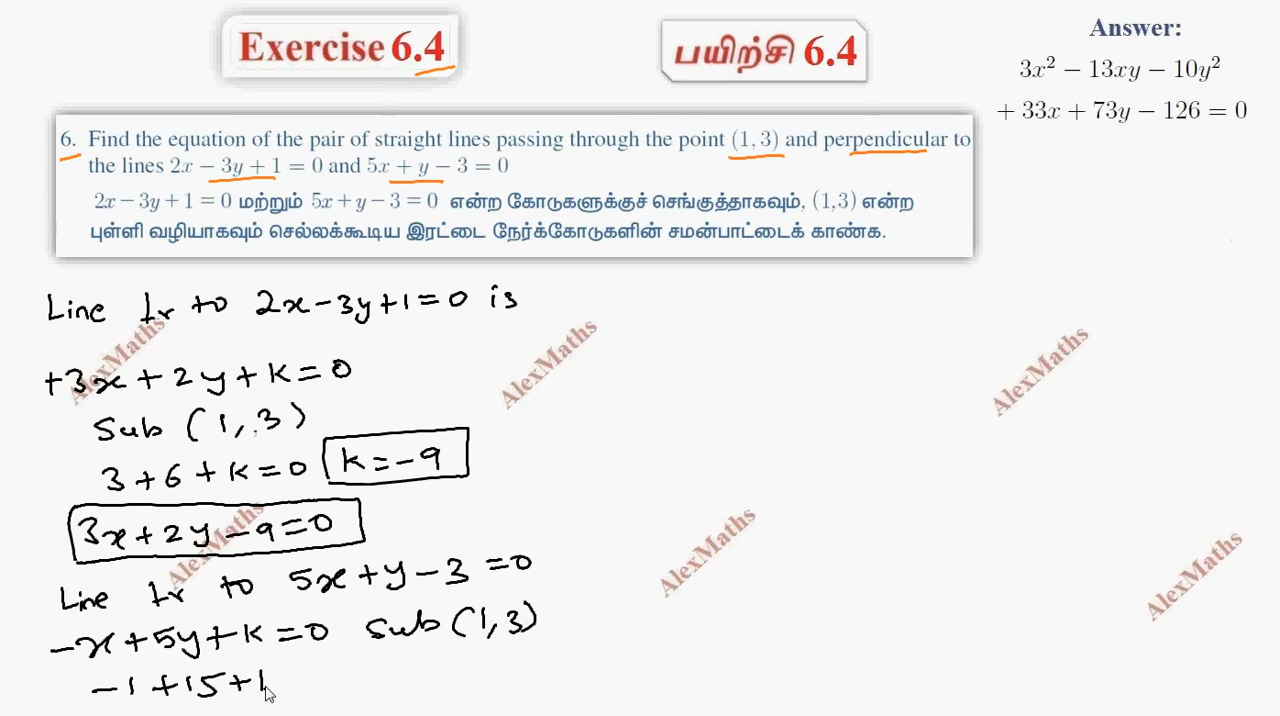 Exercise 6.4
பயிற்சி 6.4
Answer:
3x² − 13xy − 10y²
+ 33x + 73y − 126 = 0
6. Find the equation of the pair of straight lines passing through the point (1, 3) and perpendicular to
the lines 2x − 3y + 1 = 0 and 5x + y − 3 = 0
2x − 3y + 1 = 0 மற்றும் 5x + y − 3 = 0 என்ற கோடுகளுக்குச் செங்குத்தாகவும், (1,3) என்ற
புள்ளி வழியாகவும் செல்லக்கூடிய இரட்டை நேர்க்கோடுகளின் சமன்பாட்டைக் காண்க.
Line ⊥r to 2x − 3y + 1 = 0 is
+3x + 2y + k = 0
Sub (1, 3)
3 + 6 + k = 0 k = −9
3x + 2y − 9 = 0
Line ⊥r to 5x + y − 3 = 0
−x + 5y + k = 0 Sub (1, 3)
−1 + 15 + 
AlexMaths
AlexMaths
AlexMaths
AlexMaths
AlexMaths
AlexMaths